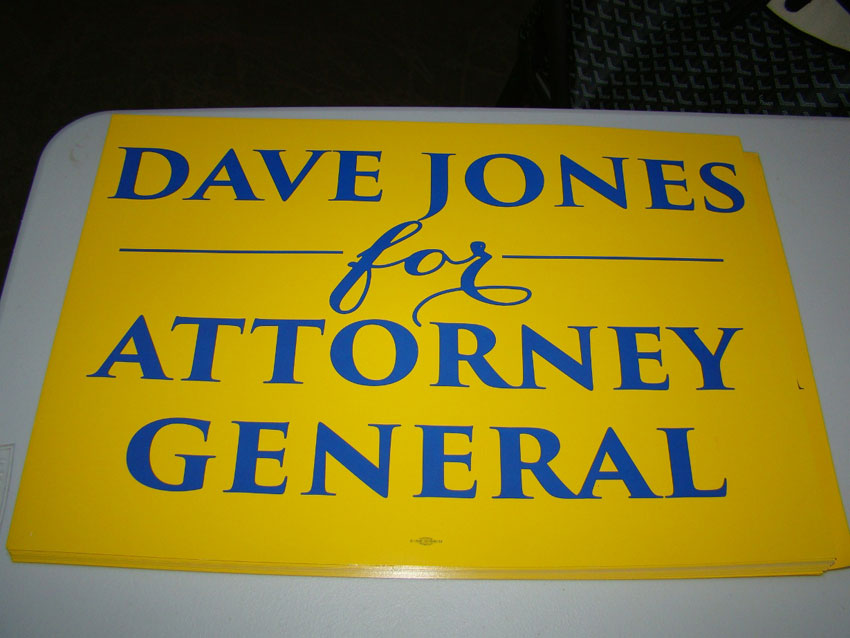 DAVE JONES
for
ATTORNEY
GENERAL